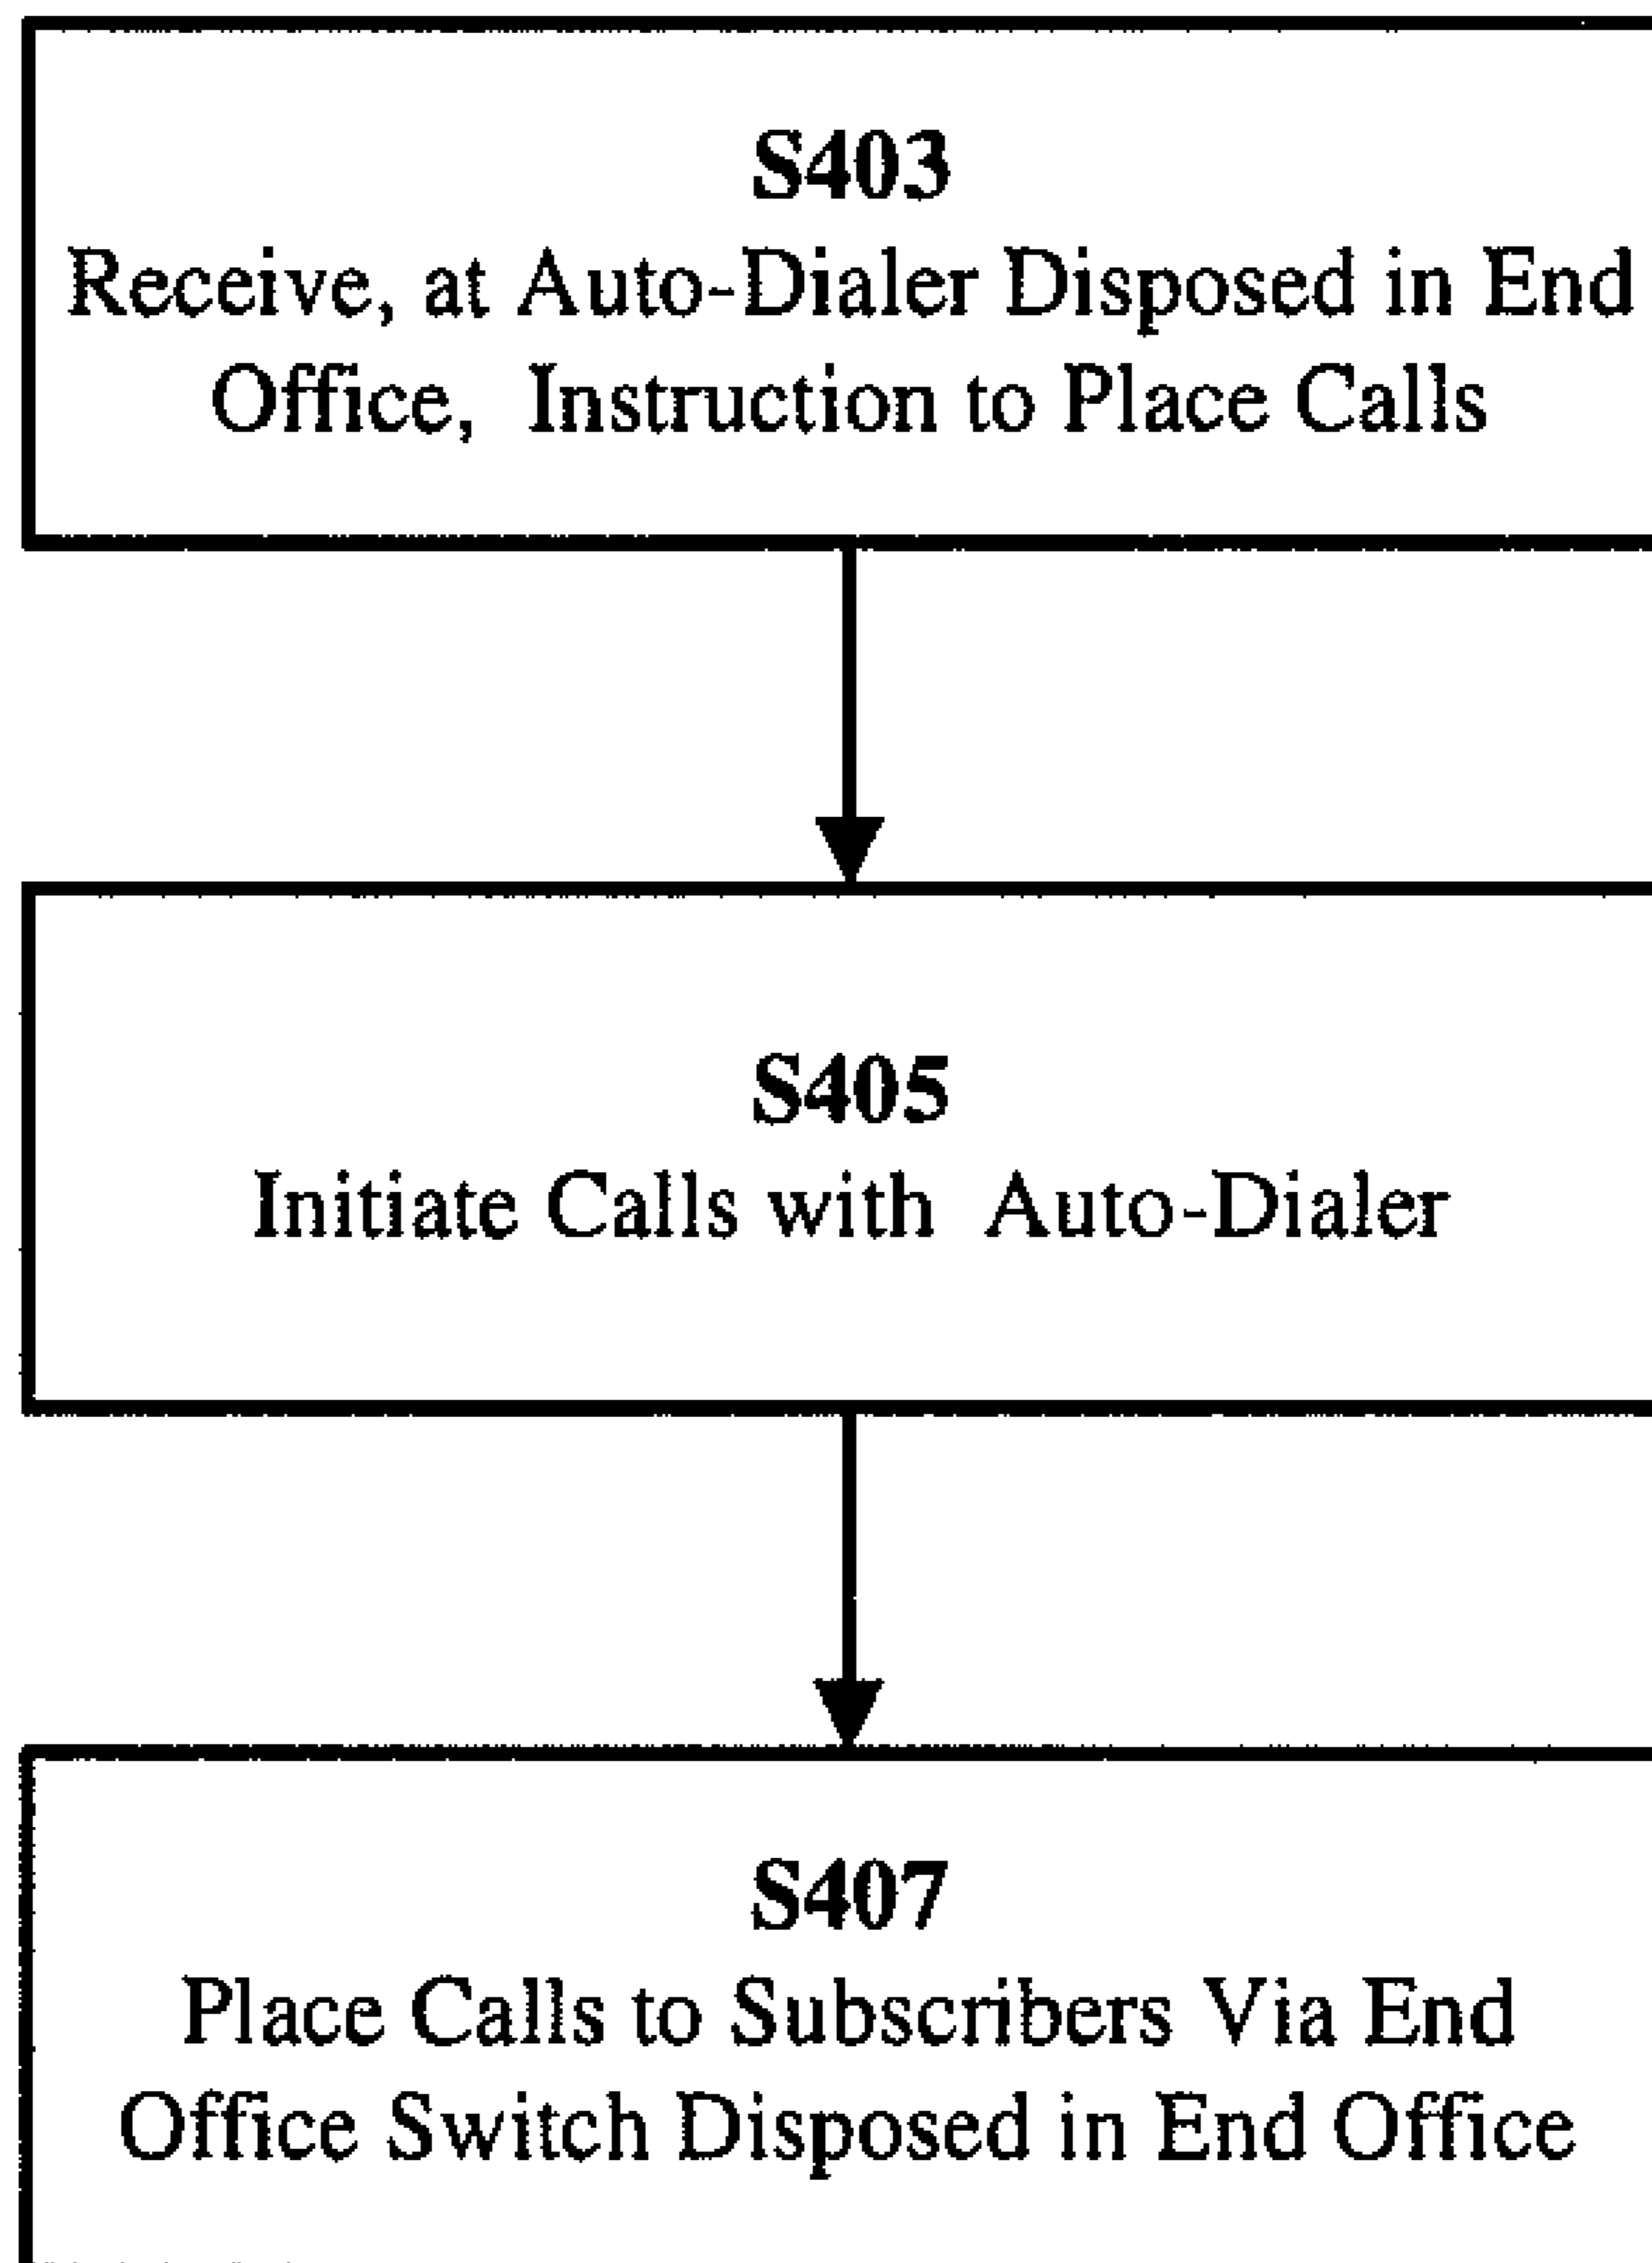 S403
Receive, at Auto-Dialer Disposed in End
Office, Instruction to Place Calls
S405
Initiate Calls with Auto-Dialer
S407
Place Calls to Subscribers Via End
Office Switch Disposed in End Office